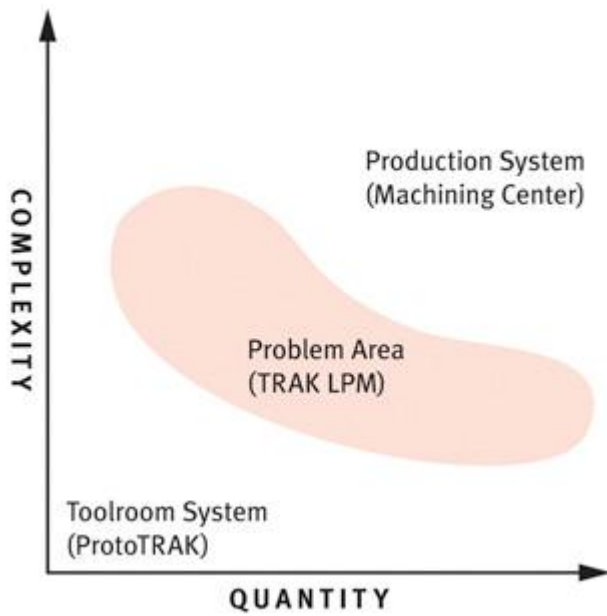 COMPLEXITY
Production System
(Machining Center)
Problem Area
(TRAK LPM)
Toolroom System
(ProtoTRAK)
QUANTITY